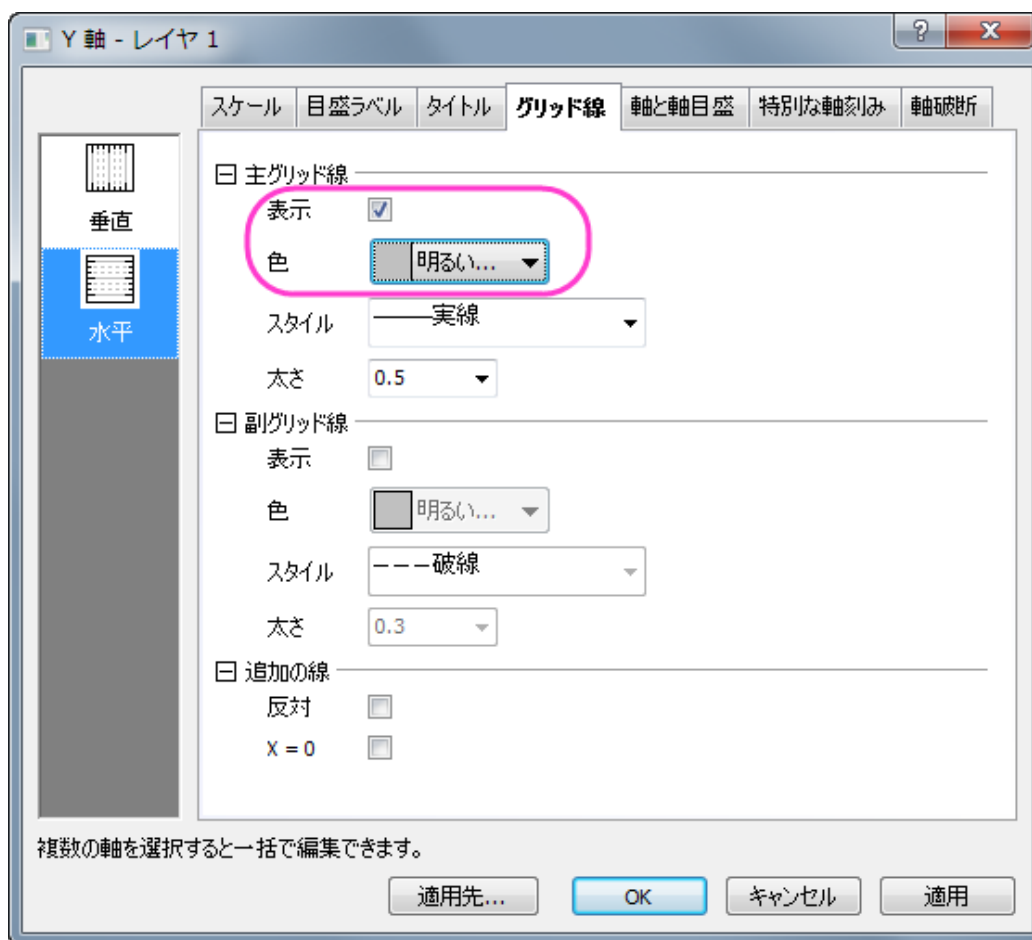 Y 軸 - レイヤ 1
スケール 目盛ラベル タイトル グリッド線 軸と軸目盛 特別な軸刻み 軸破断
垂直
水平
主グリッド線
表示
色 明るい...
スタイル 実線
太さ 0.5
副グリッド線
表示
色 明るい...
スタイル 破線
太さ 0.3
追加の線
反対
X = 0
複数の軸を選択すると一括で編集できます。
適用先... OK キャンセル 適用